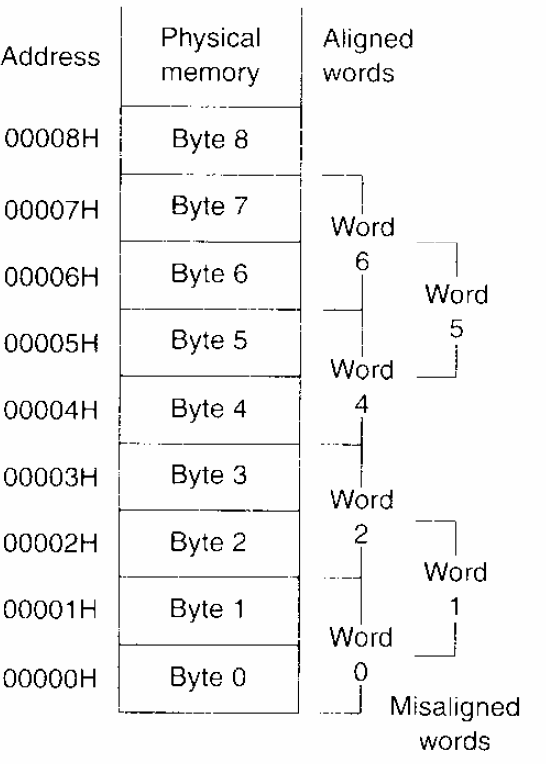 Address
Physical
memory
Aligned
words
00008H
Byte 8
00007H
Byte 7
Word
6
00006H
Byte 6
Word
5
00005H
Byte 5
Word
4
00004H
Byte 4
00003H
Byte 3
Word
2
00002H
Byte 2
Word
1
00001H
Byte 1
Word
0
00000H
Byte 0
Misaligned
words